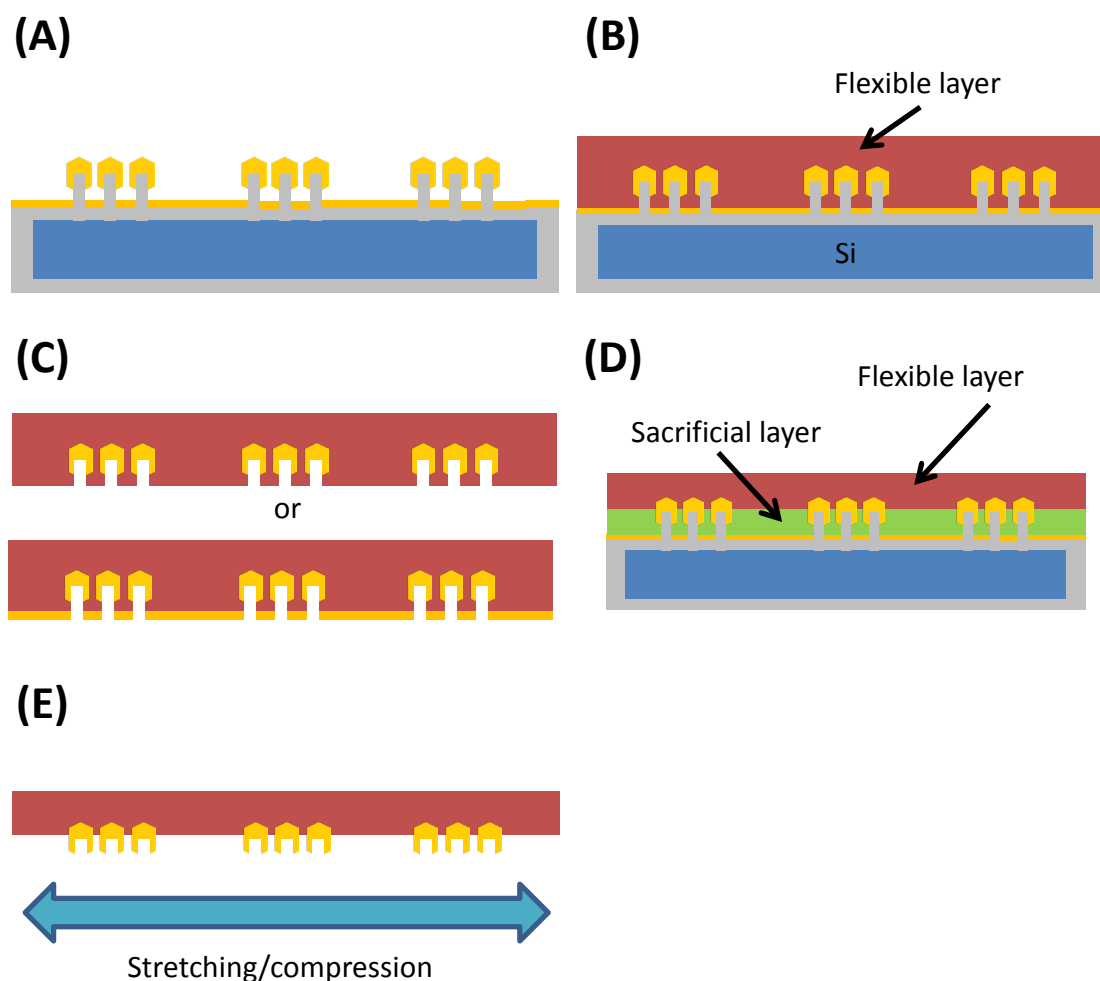 (A)
(B)
Flexible layer
Si
(C)
or
(D)
Flexible layer
Sacrificial layer
(E)
Stretching/compression